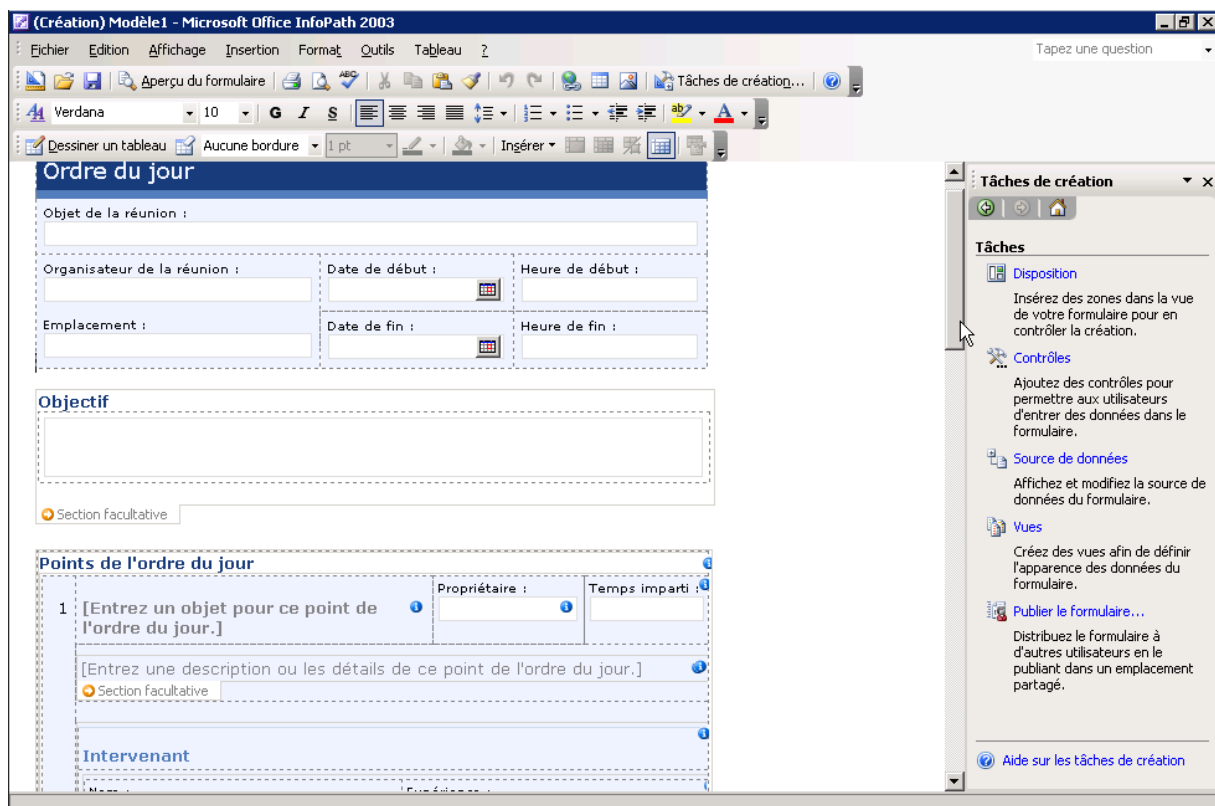 (Création) Modèle1 - Microsoft Office InfoPath 2003
Fichier Edition Affichage Insertion Format Outils Tableau ? Tapez une question
Aperçu du formulaire ABC Tâches de création...
Verdana 10 G I S ab A
Dessiner un tableau Aucune bordure 1 pt Insérer
Ordre du jour
Objet de la réunion :
Organisateur de la réunion : Date de début : Heure de début :
Emplacement : Date de fin : Heure de fin :
Objectif
Section facultative
Points de l'ordre du jour
Propriétaire : Temps imparti :
1 [Entrez un objet pour ce point de
l'ordre du jour.]
[Entrez une description ou les détails de ce point de l'ordre du jour.]
Section facultative
Intervenant
Tâches de création
Tâches
Disposition
Insérez des zones dans la vue
de votre formulaire pour en
contrôler la création.
Contrôles
Ajoutez des contrôles pour
permettre aux utilisateurs
d'entrer des données dans le
formulaire.
Source de données
Affichez et modifiez la source de
données du formulaire.
Vues
Créez des vues afin de définir
l'apparence des données du
formulaire.
Publier le formulaire...
Distribuez le formulaire à
d'autres utilisateurs en le
publiant dans un emplacement
partagé.
Aide sur les tâches de création